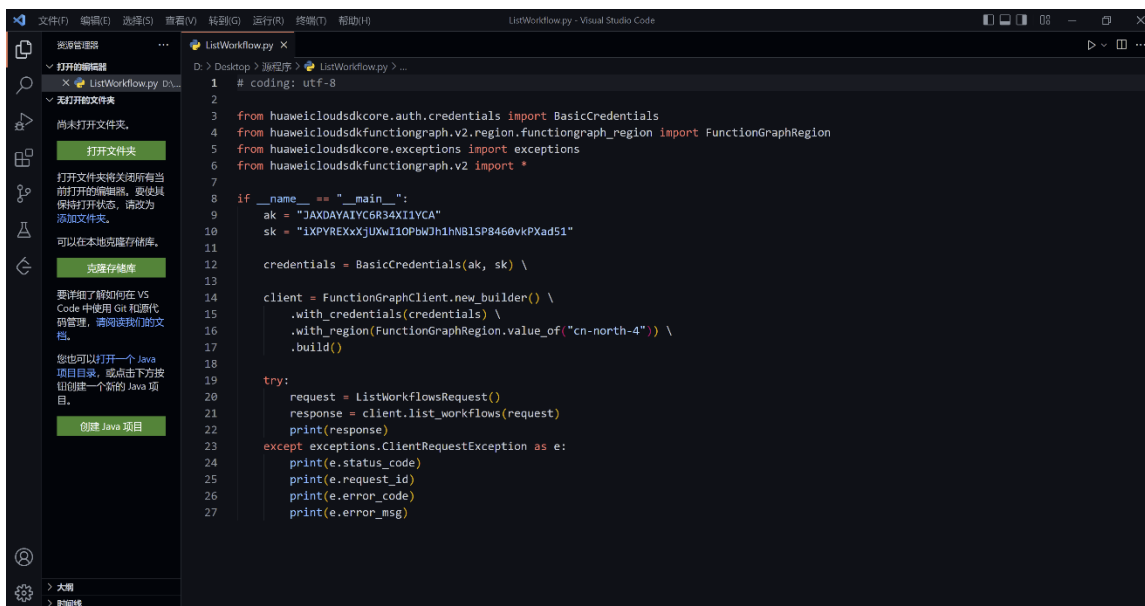 文件(F) 编辑(E) 选择(S) 查看(V) 转到(G) 运行(R) 终端(T) 帮助(H) ListWorkflow.py - Visual Studio Code
资源管理器 ···
ListWorkflow.py
打开的编辑器
ListWorkflow.py D:\...
无打开的文件夹
尚未打开文件夹。
打开文件夹
打开文件夹将关闭所有当
前打开的编辑器。要使其
保持打开状态，请改为
添加文件夹。
可以在本地克隆存储库。
克隆存储库
要详细了解如何在 VS
Code 中使用 Git 和源代
码管理，请阅读我们的文
档。
您也可以打开一个 Java
项目目录，或点击下方按
钮创建一个新的 Java 项
目。
创建 Java 项目
大纲
时间线
D: > Desktop > 源程序 > ListWorkflow.py > ...
1 # coding: utf-8
2
3 from huaweicloudsdkcore.auth.credentials import BasicCredentials
4 from huaweicloudsdkfunctiongraph.v2.region.functiongraph_region import FunctionGraphRegion
5 from huaweicloudsdkcore.exceptions import exceptions
6 from huaweicloudsdkfunctiongraph.v2 import *
7
8 if __name__ == "__main__":
9 ak = "JAXDAYAIYC6R34XI1YCA"
10 sk = "iXPYREXxXjUXwI1OPbWJh1hNBlSP8460vkPXad51"
11
12 credentials = BasicCredentials(ak, sk) \
13
14 client = FunctionGraphClient.new_builder() \
15 .with_credentials(credentials) \
16 .with_region(FunctionGraphRegion.value_of("cn-north-4")) \
17 .build()
18
19 try:
20 request = ListWorkflowsRequest()
21 response = client.list_workflows(request)
22 print(response)
23 except exceptions.ClientRequestException as e:
24 print(e.status_code)
25 print(e.request_id)
26 print(e.error_code)
27 print(e.error_msg)